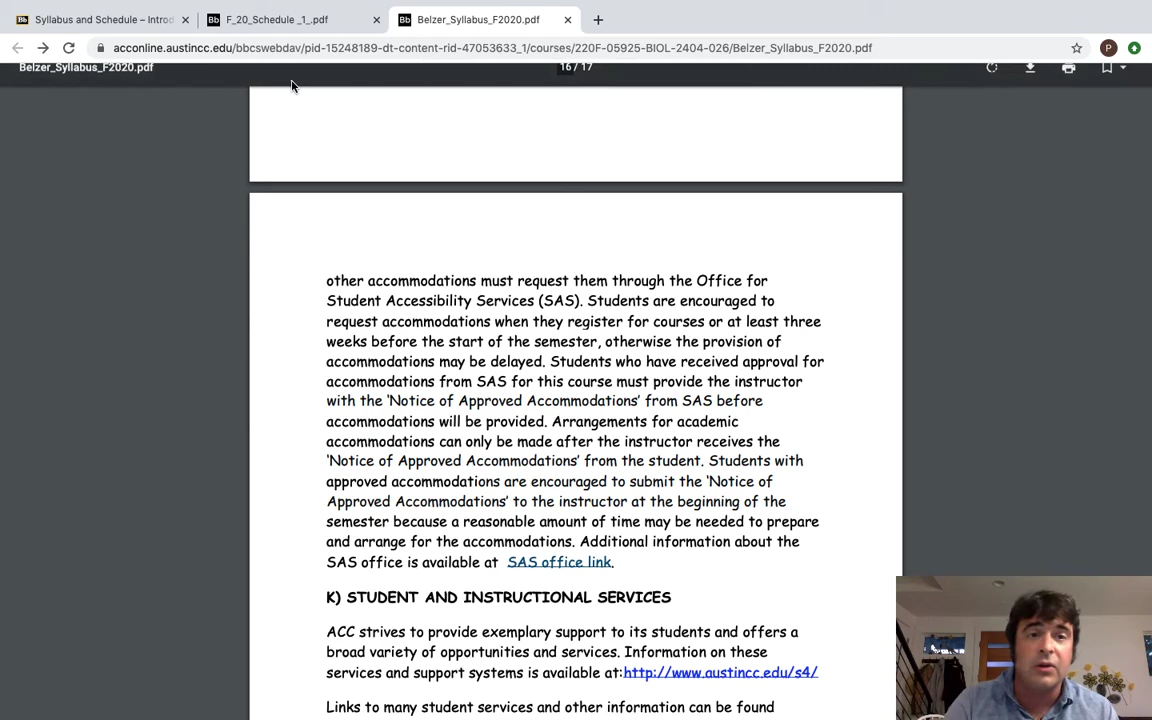 Syllabus and Schedule – Introd
F_20_Schedule _1_.pdf
Belzer_Syllabus_F2020.pdf
acconline.austincc.edu/bbcswebdav/pid-15248189-dt-content-rid-47053633_1/courses/220F-05925-BIOL-2404-026/Belzer_Syllabus_F2020.pdf
P
Belzer_Syllabus_F2020.pdf
16 / 17
other accommodations must request them through the Office for
Student Accessibility Services (SAS). Students are encouraged to
request accommodations when they register for courses or at least three
weeks before the start of the semester, otherwise the provision of
accommodations may be delayed. Students who have received approval for
accommodations from SAS for this course must provide the instructor
with the ‘Notice of Approved Accommodations’ from SAS before
accommodations will be provided. Arrangements for academic
accommodations can only be made after the instructor receives the
‘Notice of Approved Accommodations’ from the student. Students with
approved accommodations are encouraged to submit the ‘Notice of
Approved Accommodations’ to the instructor at the beginning of the
semester because a reasonable amount of time may be needed to prepare
and arrange for the accommodations. Additional information about the
SAS office is available at SAS office link.
K) STUDENT AND INSTRUCTIONAL SERVICES
ACC strives to provide exemplary support to its students and offers a
broad variety of opportunities and services. Information on these
services and support systems is available at:http://www.austincc.edu/s4/
Links to many student services and other information can be found